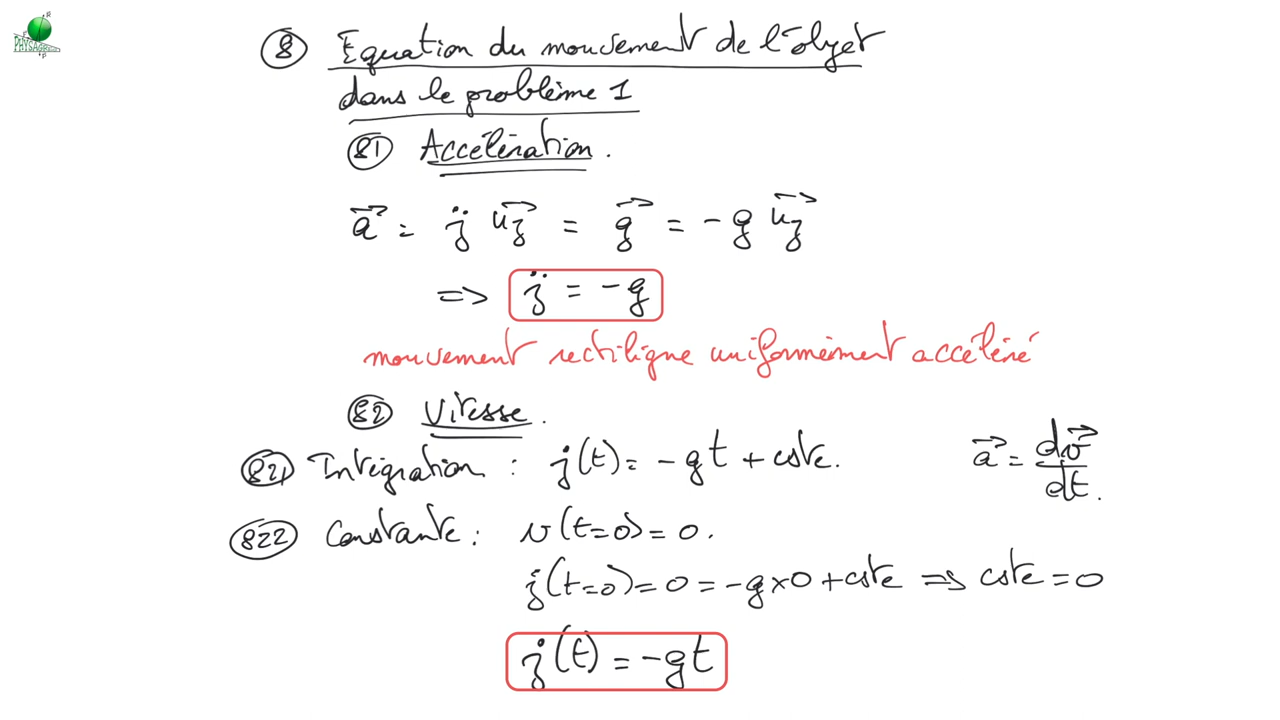 PAYSAGES
⑧ Equation du mouvement de l'objet
dans le problème 1
(81) Accélération.
a⃗ = z̈ u⃗z = g⃗ = -g u⃗z
=> z̈ = -g
mouvement rectiligne uniformément accéléré
(82) Vitesse.
(821) Intégration : ż(t) = -gt + cste. a⃗ = dv⃗/dt.
(822) Constante : v(t=0) = 0.
ż(t=0) = 0 = -g×0 + cste => cste = 0
ż(t) = -gt